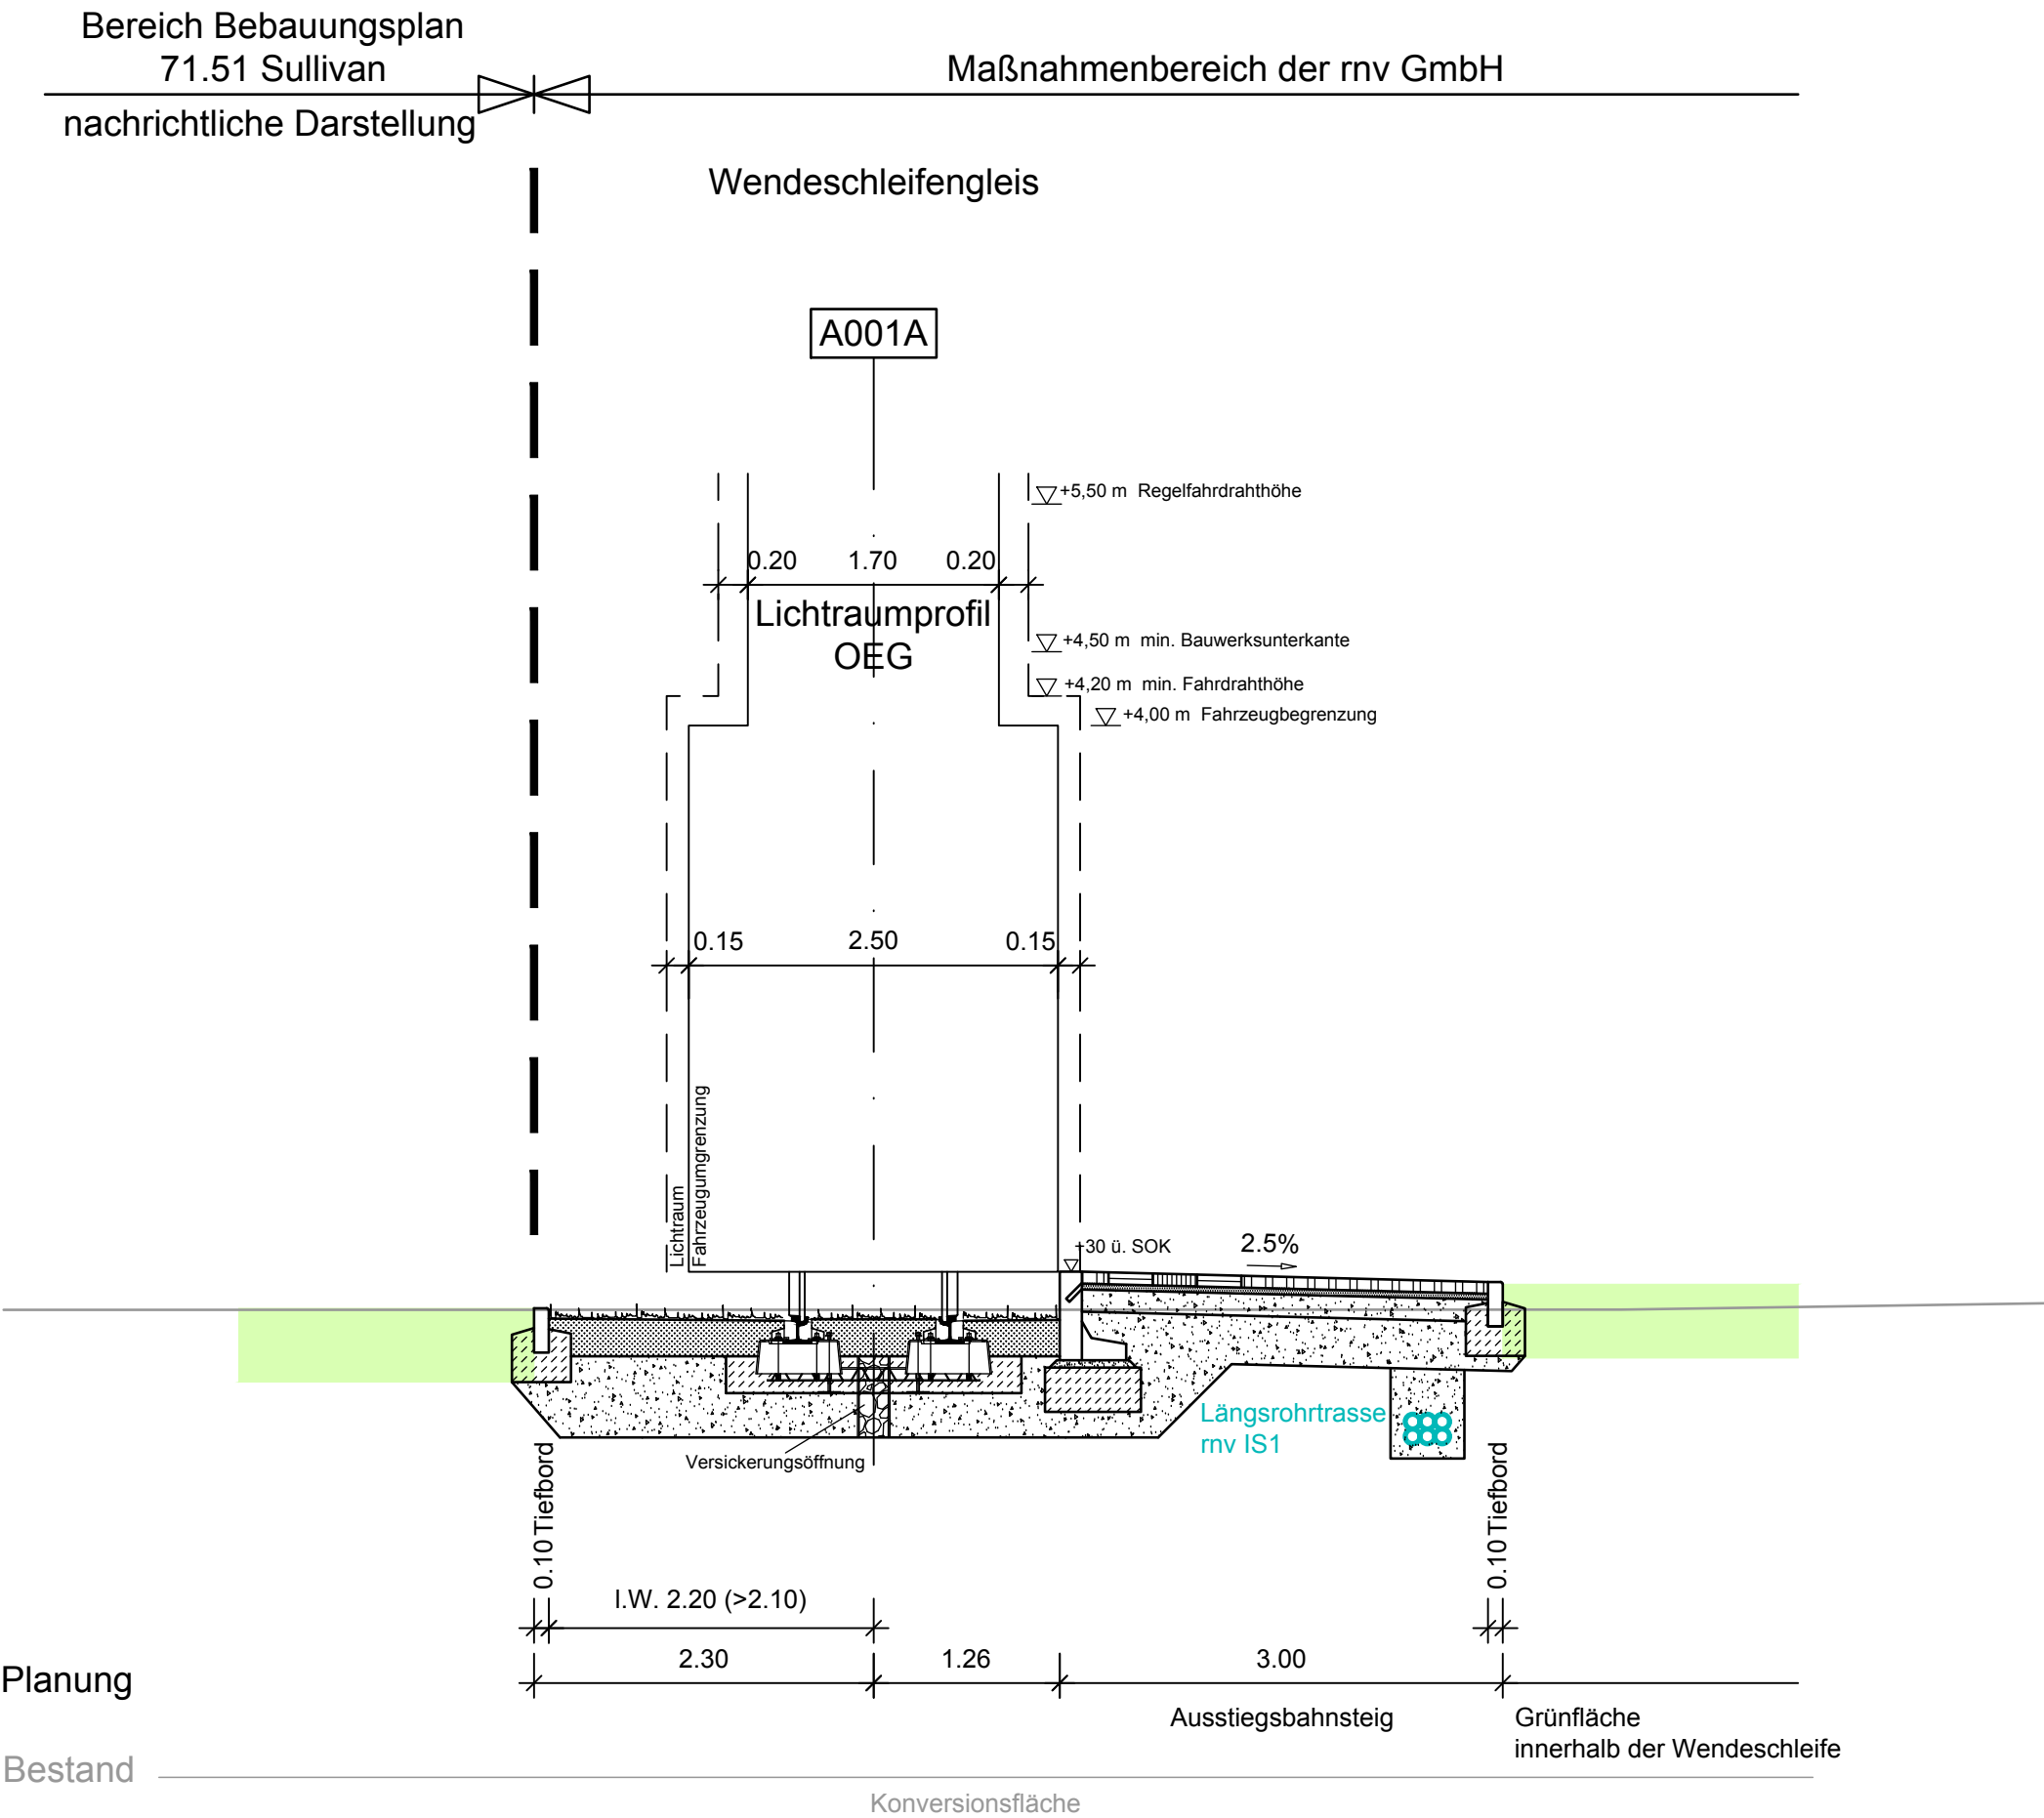 Bereich Bebauungsplan
71.51 Sullivan
Maßnahmenbereich der rnv GmbH
nachrichtliche Darstellung
Wendeschleifengleis
A001A
+5,50 m Regelfahrdrahthöhe
0.20 1.70 0.20
Lichtraumprofil
OEG
+4,50 m min. Bauwerksunterkante
+4,20 m min. Fahrdrahthöhe
+4,00 m Fahrzeugbegrenzung
0.15 2.50 0.15
Lichtraum
Fahrzeugumgrenzung
+30 ü. SOK
2.5%
Längsrohrtrasse
rnv IS1
Versickerungsöffnung
0.10 Tiefbord
0.10 Tiefbord
l.W. 2.20 (>2.10)
2.30 1.26 3.00
Planung
Ausstiegsbahnsteig
Grünfläche
innerhalb der Wendeschleife
Bestand
Konversionsfläche